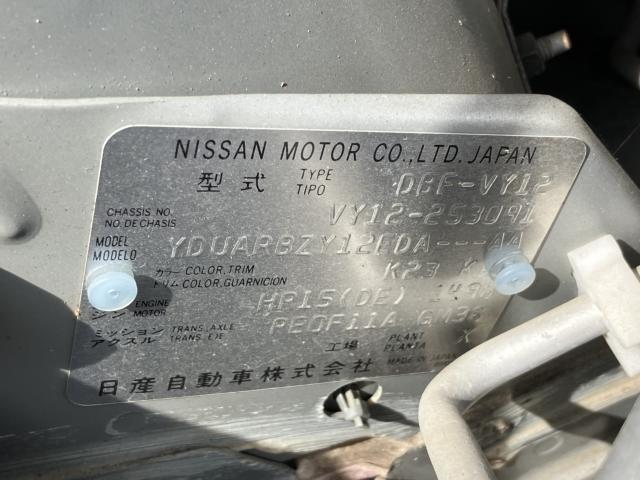 NISSAN MOTOR CO.,LTD. JAPAN
型式 TYPE TIPO DBF-VY12
CHASSIS NO. NO. DE CHASIS VY12-253091
MODEL MODELO
カラー COLOR, TRIM
トリム COLOR, GUARNICION K23
ENGINE MOTOR HR15(DE)
ミッション TRANS. AXLE
アクスル TRANS. EJE
工場 PLANT PLANTA X
日産自動車株式会社 MADE IN JAPAN